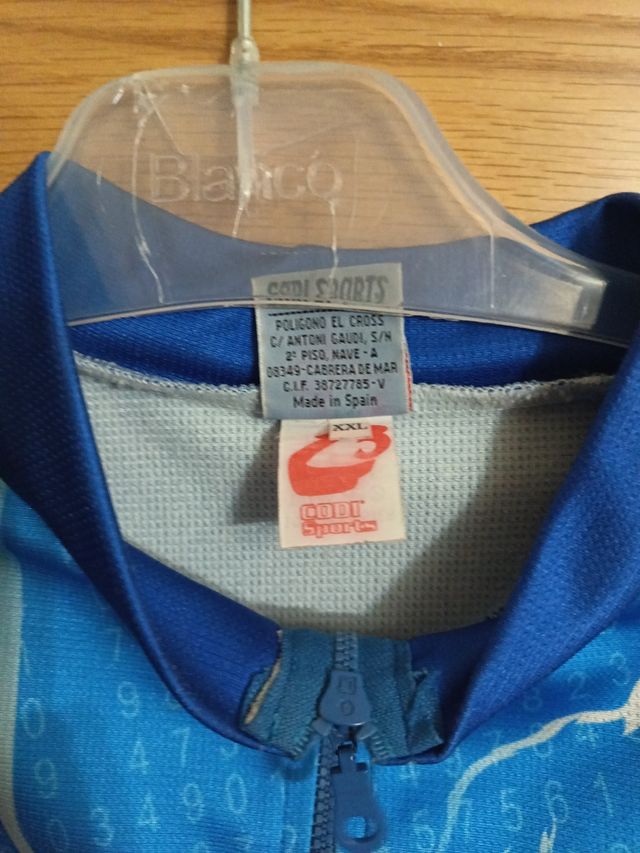 Blanco
CODI SPORTS
POLIGONO EL CROSS
C/ ANTONI GAUDI, S/N
2º PISO, NAVE - A
08349-CABRERA DE MAR
C.I.F. 38727785-V
Made in Spain
XXL
CODI
Sports